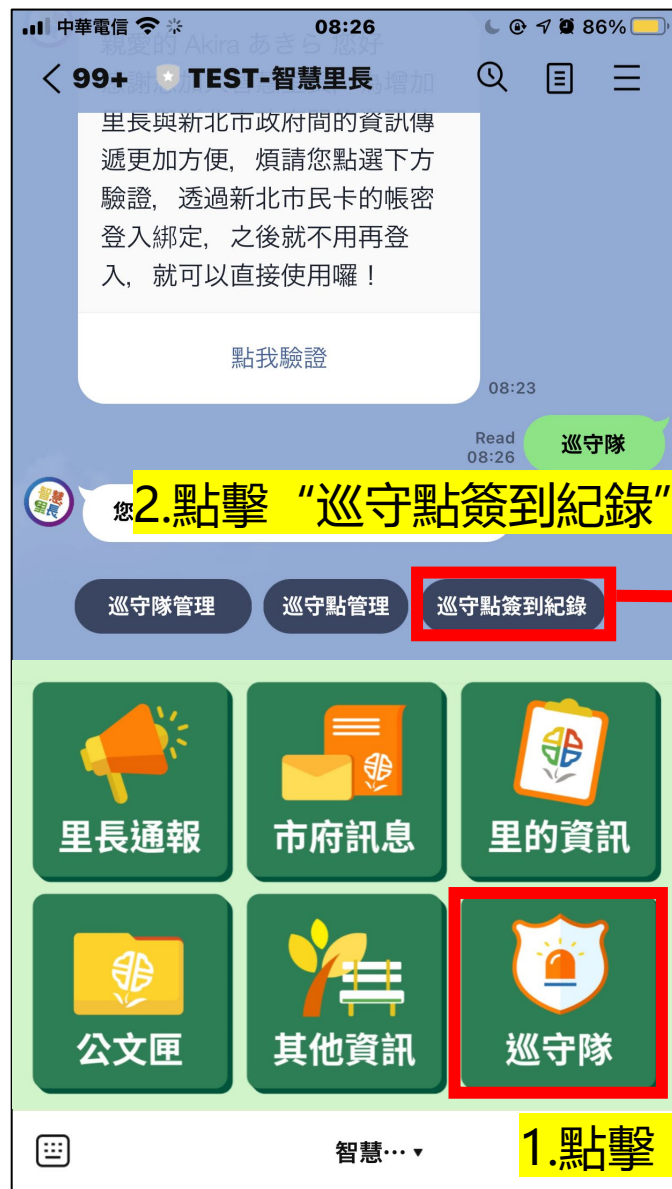 中華電信 08:26 86%
親愛的 Akira あきら 您好
99+ TEST-智慧里長
里長與新北市政府間的資訊傳
遞更加方便，煩請您點選下方
驗證，透過新北市民卡的帳密
登入綁定，之後就不用再登
入，就可以直接使用囉！
點我驗證
08:23
Read
08:26
巡守隊
智慧
里長
您
2.點擊“巡守點簽到紀錄”
巡守隊管理 巡守點管理 巡守點簽到紀錄
里長通報 市府訊息 里的資訊
公文匣 其他資訊 巡守隊
智慧… ▾
1.點擊